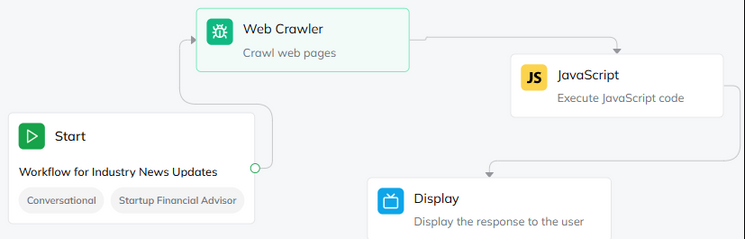 Web Crawler
Crawl web pages
JS
JavaScript
Execute JavaScript code
Start
Workflow for Industry News Updates
Conversational
Startup Financial Advisor
Display
Display the response to the user